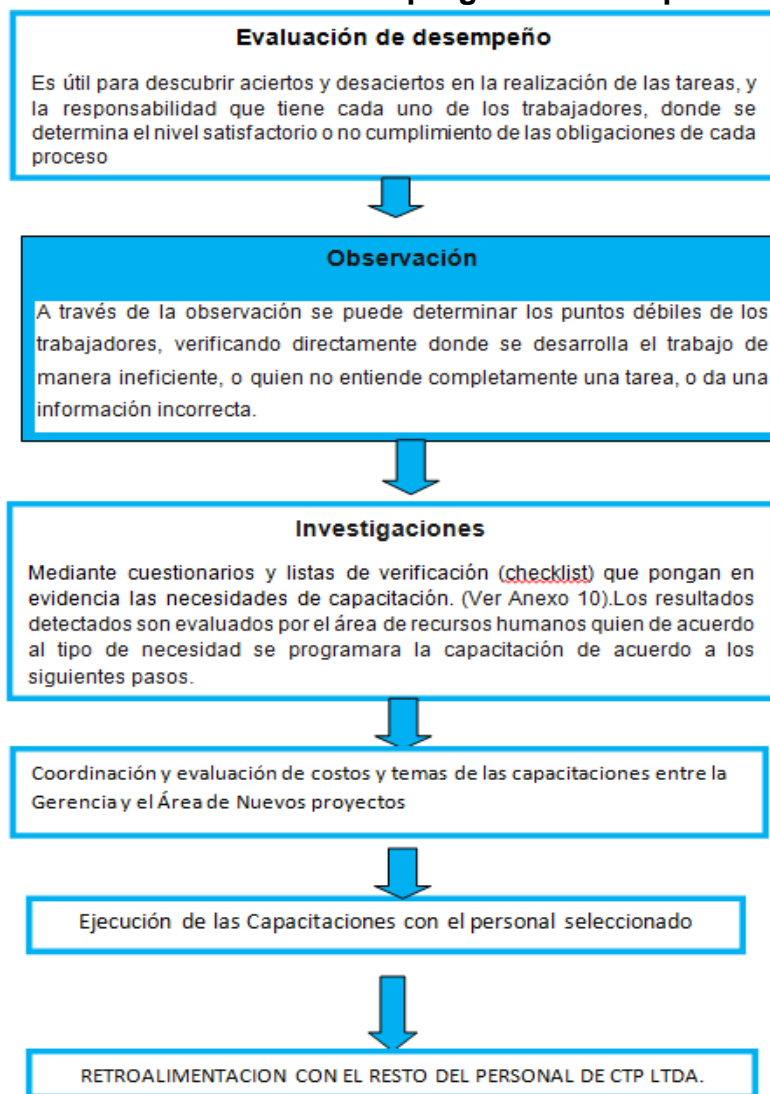 Evaluación de desempeño
Es útil para descubrir aciertos y desaciertos en la realización de las tareas, y
la responsabilidad que tiene cada uno de los trabajadores, donde se
determina el nivel satisfactorio o no cumplimiento de las obligaciones de cada
proceso
Observación
A través de la observación se puede determinar los puntos débiles de los
trabajadores, verificando directamente donde se desarrolla el trabajo de
manera ineficiente, o quien no entiende completamente una tarea, o da una
información incorrecta.
Investigaciones
Mediante cuestionarios y listas de verificación (checklist) que pongan en
evidencia las necesidades de capacitación. (Ver Anexo 10).Los resultados
detectados son evaluados por el área de recursos humanos quien de acuerdo
al tipo de necesidad se programara la capacitación de acuerdo a los
siguientes pasos.
Coordinación y evaluación de costos y temas de las capacitaciones entre la
Gerencia y el Área de Nuevos proyectos
Ejecución de las Capacitaciones con el personal seleccionado
RETROALIMENTACION CON EL RESTO DEL PERSONAL DE CTP LTDA.